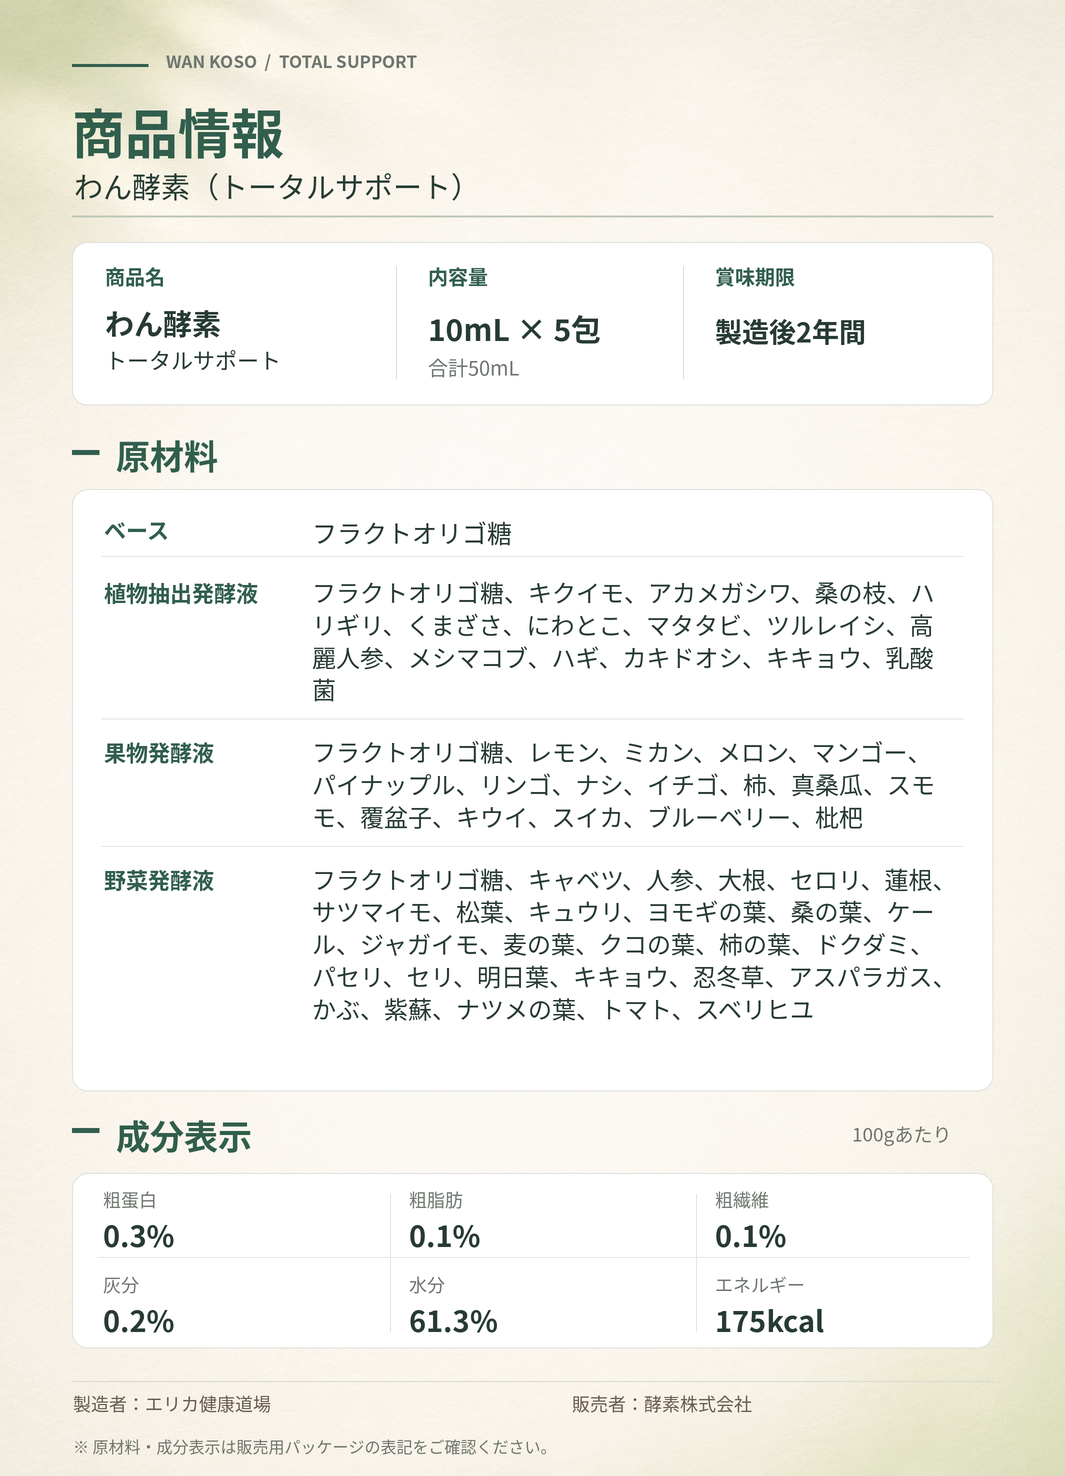 WAN KOSO / TOTAL SUPPORT
商品情報
わん酵素（トータルサポート）
商品名
わん酵素
トータルサポート
内容量
10mL × 5包
合計50mL
賞味期限
製造後2年間
原材料
ベース
フラクトオリゴ糖
植物抽出発酵液
フラクトオリゴ糖、キクイモ、アカメガシワ、桑の枝、ハ
リギリ、くまざさ、にわとこ、マタタビ、ツルレイシ、高
麗人参、メシマコブ、ハギ、カキドオシ、キキョウ、乳酸
菌
果物発酵液
フラクトオリゴ糖、レモン、ミカン、メロン、マンゴー、
パイナップル、リンゴ、ナシ、イチゴ、柿、真桑瓜、スモ
モ、覆盆子、キウイ、スイカ、ブルーベリー、枇杷
野菜発酵液
フラクトオリゴ糖、キャベツ、人参、大根、セロリ、蓮根、
サツマイモ、松葉、キュウリ、ヨモギの葉、桑の葉、ケー
ル、ジャガイモ、麦の葉、クコの葉、柿の葉、ドクダミ、
パセリ、セリ、明日葉、キキョウ、忍冬草、アスパラガス、
かぶ、紫蘇、ナツメの葉、トマト、スベリヒユ
成分表示
100gあたり
粗蛋白
0.3%
粗脂肪
0.1%
粗繊維
0.1%
灰分
0.2%
水分
61.3%
エネルギー
175kcal
製造者：エリカ健康道場
販売者：酵素株式会社
※ 原材料・成分表示は販売用パッケージの表記をご確認ください。